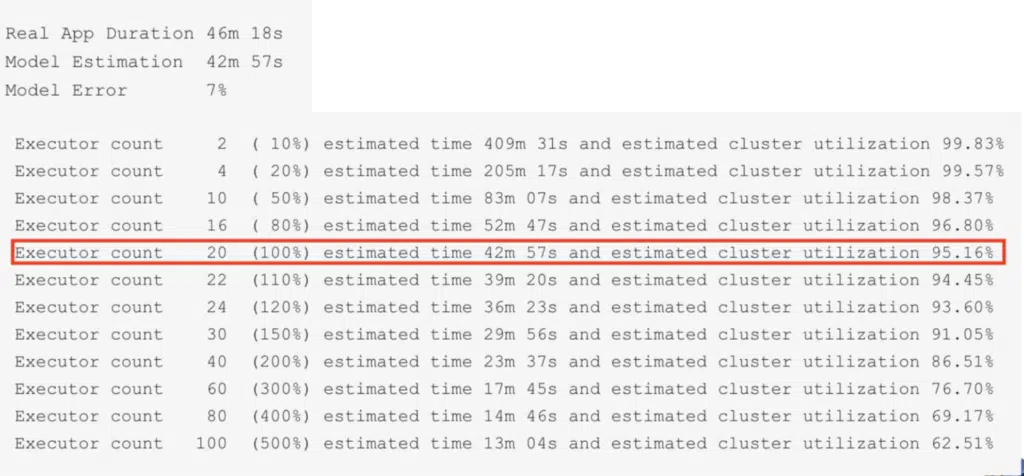 Real App Duration 46m 18s
Model Estimation 42m 57s
Model Error 7%
Executor count 2 ( 10%) estimated time 409m 31s and estimated cluster utilization 99.83%
Executor count 4 ( 20%) estimated time 205m 17s and estimated cluster utilization 99.57%
Executor count 10 ( 50%) estimated time 83m 07s and estimated cluster utilization 98.37%
Executor count 16 ( 80%) estimated time 52m 47s and estimated cluster utilization 96.80%
Executor count 20 (100%) estimated time 42m 57s and estimated cluster utilization 95.16%
Executor count 22 (110%) estimated time 39m 20s and estimated cluster utilization 94.45%
Executor count 24 (120%) estimated time 36m 23s and estimated cluster utilization 93.60%
Executor count 30 (150%) estimated time 29m 56s and estimated cluster utilization 91.05%
Executor count 40 (200%) estimated time 23m 37s and estimated cluster utilization 86.51%
Executor count 60 (300%) estimated time 17m 45s and estimated cluster utilization 76.70%
Executor count 80 (400%) estimated time 14m 46s and estimated cluster utilization 69.17%
Executor count 100 (500%) estimated time 13m 04s and estimated cluster utilization 62.51%